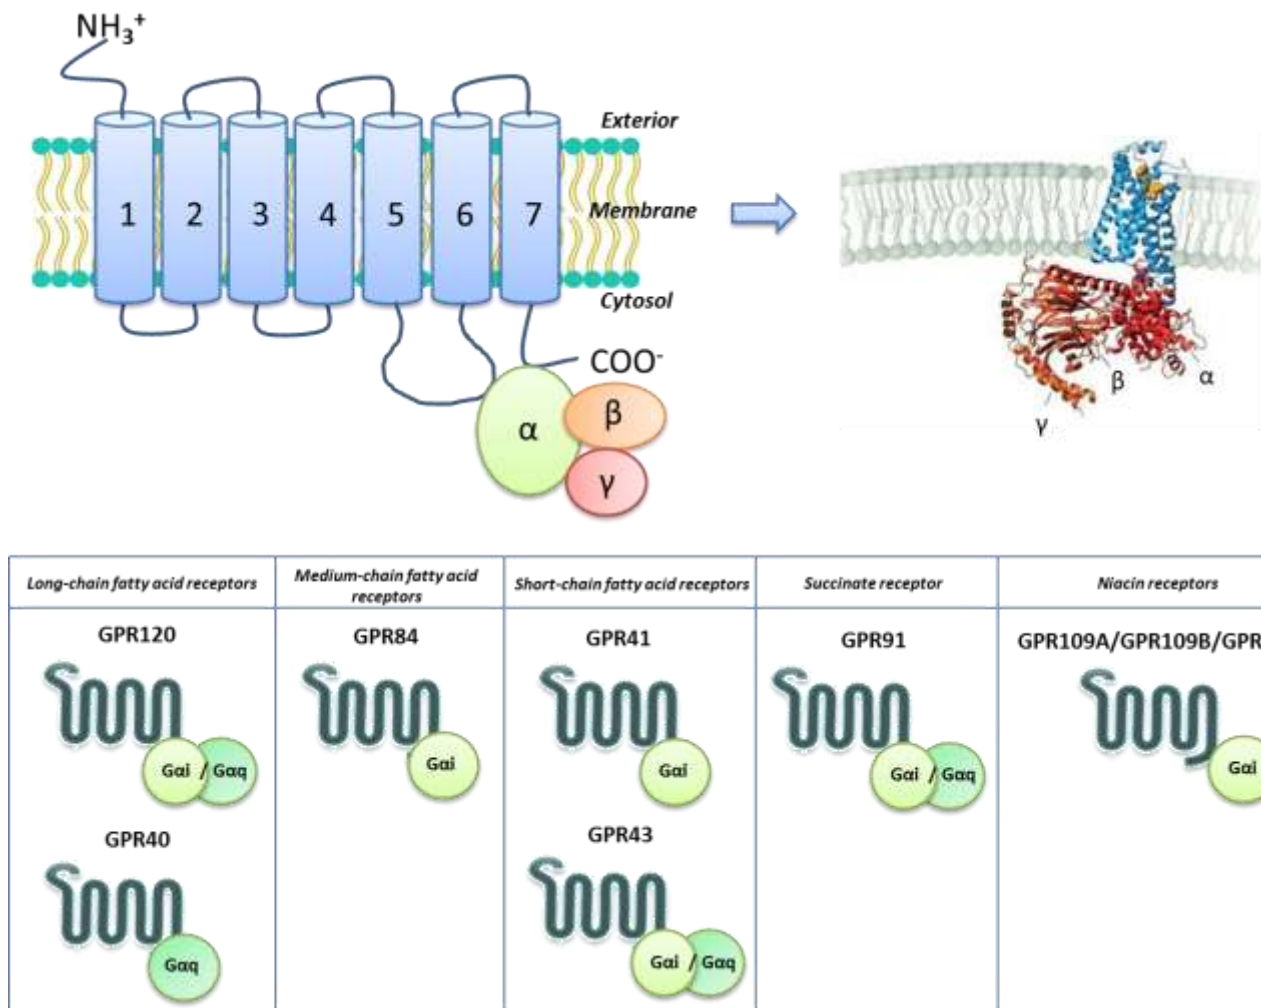 NH₃⁺
Exterior
1 2 3 4 5 6 7
Membrane
Cytosol
COO⁻
α
β
γ
β
α
γ
Long-chain fatty acid receptors
Medium-chain fatty acid
receptors
Short-chain fatty acid receptors
Succinate receptor
Niacin receptors
GPR120
GPR84
GPR41
GPR91
GPR109A/GPR109B/GPR
Gαi / Gαq
Gαi
Gαi
Gαi / Gαq
Gαi
GPR40
GPR43
Gαq
Gαi / Gαq